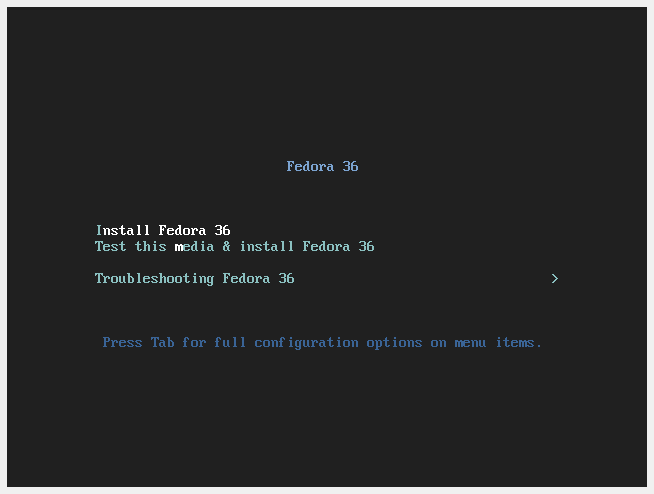 Fedora 36
Install Fedora 36
Test this media & install Fedora 36
Troubleshooting Fedora 36 >
Press Tab for full configuration options on menu items.